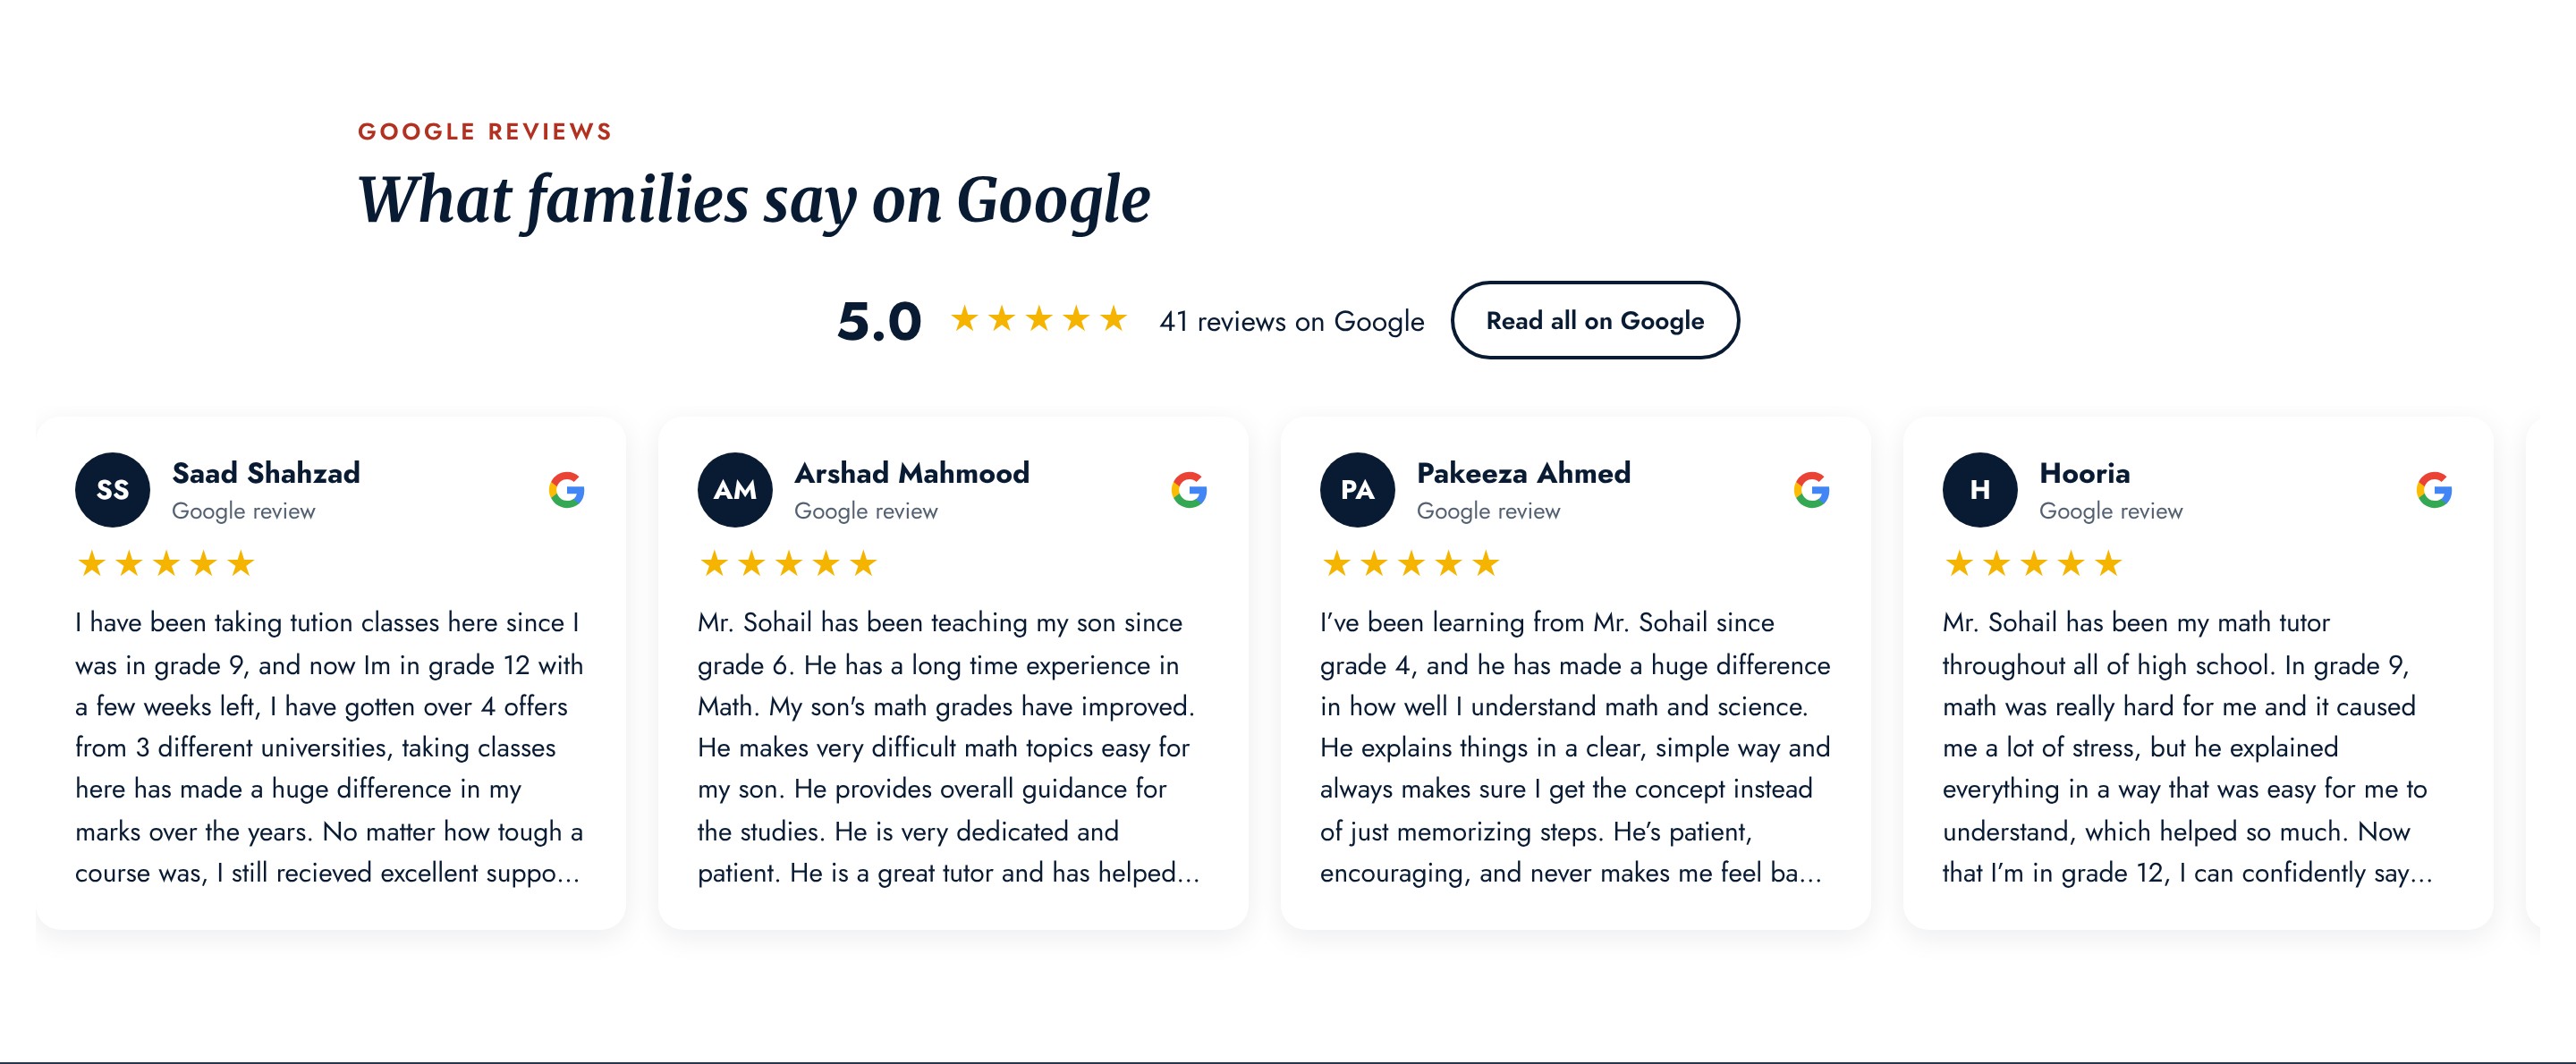 GOOGLE REVIEWS
What families say on Google
5.0 ★★★★★ 41 reviews on Google Read all on Google
SS Saad Shahzad
Google review
★★★★★
I have been taking tution classes here since I
was in grade 9, and now Im in grade 12 with
a few weeks left, I have gotten over 4 offers
from 3 different universities, taking classes
here has made a huge difference in my
marks over the years. No matter how tough a
course was, I still recieved excellent suppo…
AM Arshad Mahmood
Google review
★★★★★
Mr. Sohail has been teaching my son since
grade 6. He has a long time experience in
Math. My son's math grades have improved.
He makes very difficult math topics easy for
my son. He provides overall guidance for
the studies. He is very dedicated and
patient. He is a great tutor and has helped…
PA Pakeeza Ahmed
Google review
★★★★★
I’ve been learning from Mr. Sohail since
grade 4, and he has made a huge difference
in how well I understand math and science.
He explains things in a clear, simple way and
always makes sure I get the concept instead
of just memorizing steps. He’s patient,
encouraging, and never makes me feel ba…
H Hooria
Google review
★★★★★
Mr. Sohail has been my math tutor
throughout all of high school. In grade 9,
math was really hard for me and it caused
me a lot of stress, but he explained
everything in a way that was easy for me to
understand, which helped so much. Now
that I’m in grade 12, I can confidently say…